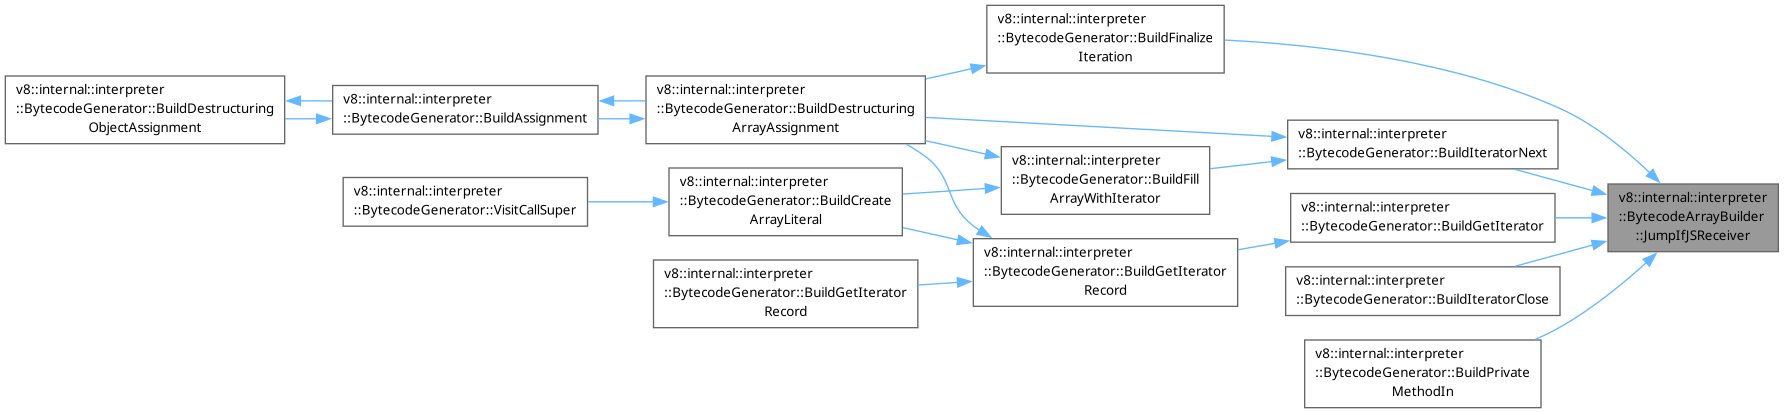 v8::internal::interpreter
::BytecodeGenerator::BuildDestructuring
ObjectAssignment
v8::internal::interpreter
::BytecodeGenerator::BuildAssignment
v8::internal::interpreter
::BytecodeGenerator::VisitCallSuper
v8::internal::interpreter
::BytecodeGenerator::BuildDestructuring
ArrayAssignment
v8::internal::interpreter
::BytecodeGenerator::BuildCreate
ArrayLiteral
v8::internal::interpreter
::BytecodeGenerator::BuildGetIterator
Record
v8::internal::interpreter
::BytecodeGenerator::BuildFinalize
Iteration
v8::internal::interpreter
::BytecodeGenerator::BuildFill
ArrayWithIterator
v8::internal::interpreter
::BytecodeGenerator::BuildGetIterator
Record
v8::internal::interpreter
::BytecodeGenerator::BuildIteratorNext
v8::internal::interpreter
::BytecodeGenerator::BuildGetIterator
v8::internal::interpreter
::BytecodeGenerator::BuildIteratorClose
v8::internal::interpreter
::BytecodeGenerator::BuildPrivate
MethodIn
v8::internal::interpreter
::BytecodeArrayBuilder
::JumpIfJSReceiver